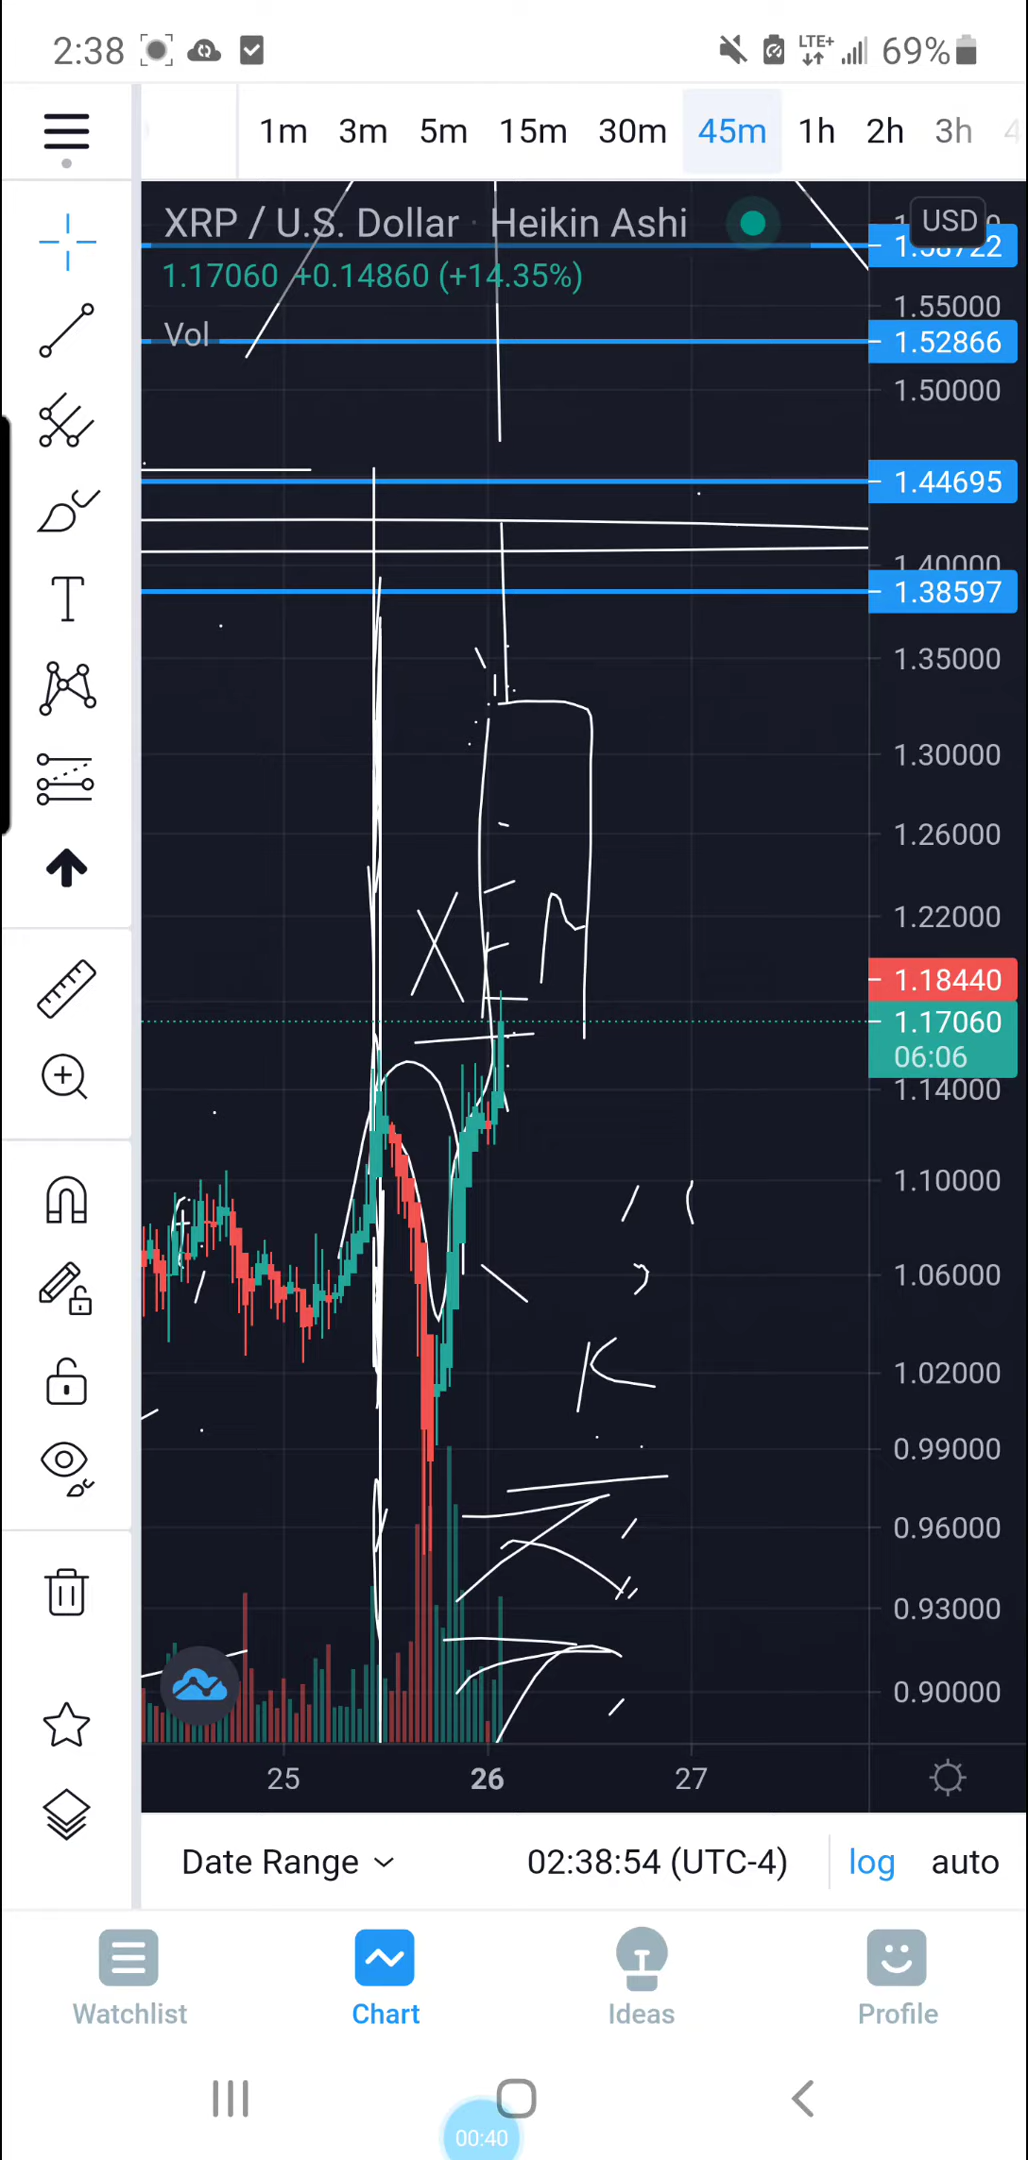 2:38 LTE+ 69%
1m 3m 5m 15m 30m 45m 1h 2h 3h 4
XRP / U.S. Dollar · Heikin Ashi
USD
1.17060 +0.14860 (+14.35%)
Vol
1.55000
1.52866
1.50000
1.44695
1.40000
1.38597
1.35000
1.30000
1.26000
1.22000
X
1.18440
1.17060
06:06
1.14000
1.10000
1.06000
K
1.02000
0.99000
0.96000
0.93000
0.90000
25 26 27
Date Range 02:38:54 (UTC-4) log auto
Watchlist Chart Ideas Profile
00:40